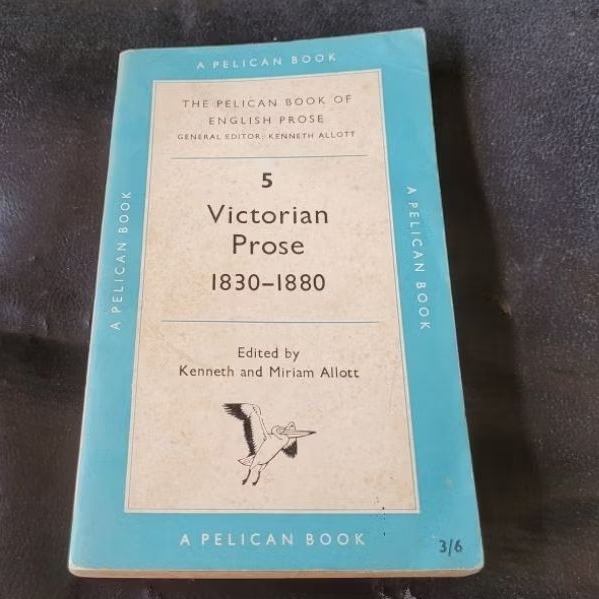 A PELICAN BOOK
THE PELICAN BOOK OF
ENGLISH PROSE
GENERAL EDITOR: KENNETH ALLOTT
5
Victorian
Prose
1830–1880
Edited by
Kenneth and Miriam Allott
A PELICAN BOOK
A PELICAN BOOK
A PELICAN BOOK
3/6